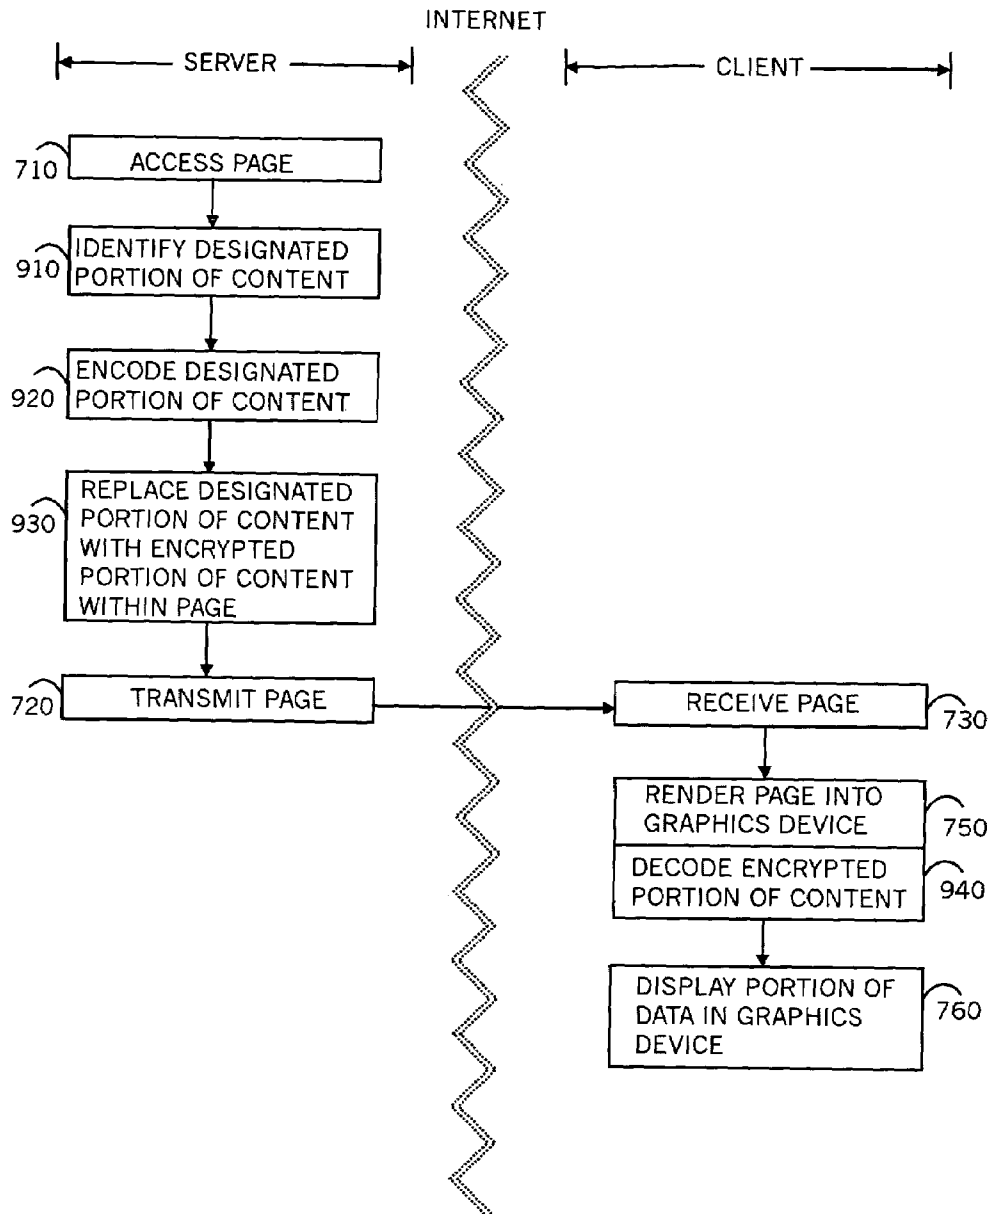 INTERNET
SERVER
CLIENT
710
ACCESS PAGE
910
IDENTIFY DESIGNATED
PORTION OF CONTENT
920
ENCODE DESIGNATED
PORTION OF CONTENT
930
REPLACE DESIGNATED
PORTION OF CONTENT
WITH ENCRYPTED
PORTION OF CONTENT
WITHIN PAGE
720
TRANSMIT PAGE
RECEIVE PAGE
730
RENDER PAGE INTO
GRAPHICS DEVICE
750
DECODE ENCRYPTED
PORTION OF CONTENT
940
DISPLAY PORTION OF
DATA IN GRAPHICS
DEVICE
760